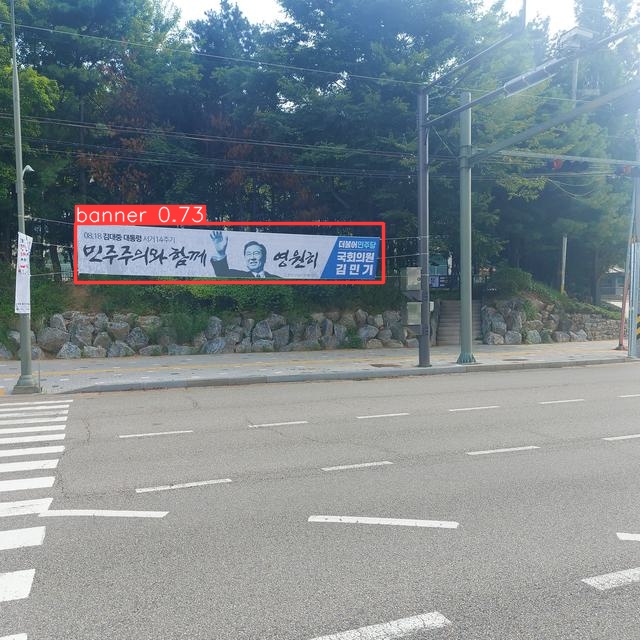 banner 0.73
08.18. 김대중 대통령 서거 14주기
민주주의와 함께 영원히
더불어민주당
국회의원
김민기